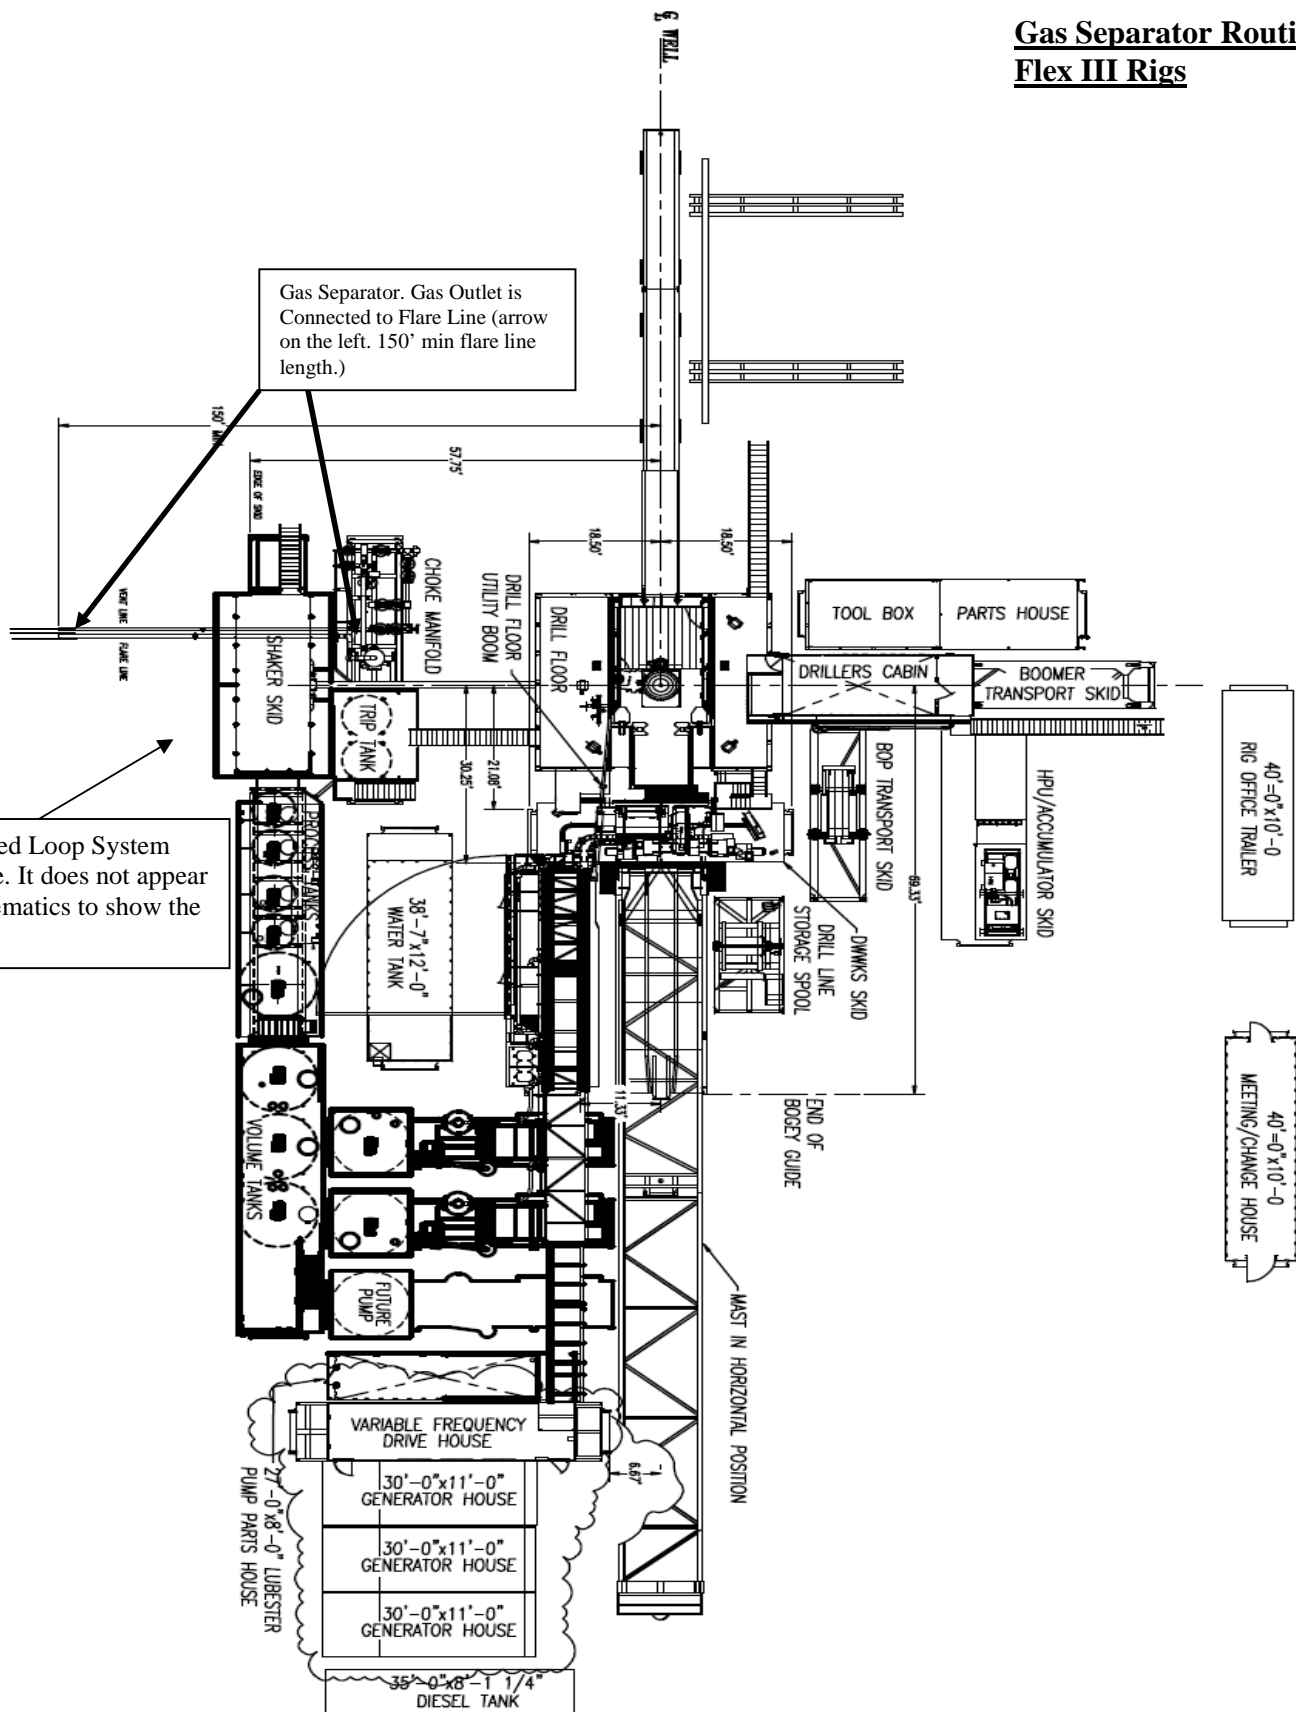 Gas Separator Routi
Flex III Rigs
℄ WELL
Gas Separator. Gas Outlet is
Connected to Flare Line (arrow
on the left. 150’ min flare line
length.)
150' MIN
57.75'
EDGE OF SKID
18.50'
18.50'
CHOKE MANIFOLD
DRILL FLOOR
UTILITY BOOM
DRILL FLOOR
TOOL BOX
PARTS HOUSE
VENT LINE
FLARE LINE
SHAKER SKID
DRILLERS CABIN
BOOMER
TRANSPORT SKID
TRIP TANK
21.08'
30.25'
BOP TRANSPORT SKID
HPU/ACCUMULATOR SKID
40'=0"x10'-0
RIG OFFICE TRAILER
ed Loop System
e. It does not appear
ematics to show the
PROCESS TANKS
38'-7"x12'-0"
WATER TANK
69.33'
DWWKS SKID
DRILL LINE
STORAGE SPOOL
11.33'
END OF
BOGEY GUIDE
40'=0"x10'-0
MEETING/CHANGE HOUSE
VOLUME TANKS
FUTURE
PUMP
MAST IN HORIZONTAL POSITION
VARIABLE FREQUENCY
DRIVE HOUSE
6.67'
27'-0"x8'-0" LUBESTER
PUMP PARTS HOUSE
30'-0"x11'-0"
GENERATOR HOUSE
30'-0"x11'-0"
GENERATOR HOUSE
30'-0"x11'-0"
GENERATOR HOUSE
35'-0"x8'-1 1/4"
DIESEL TANK